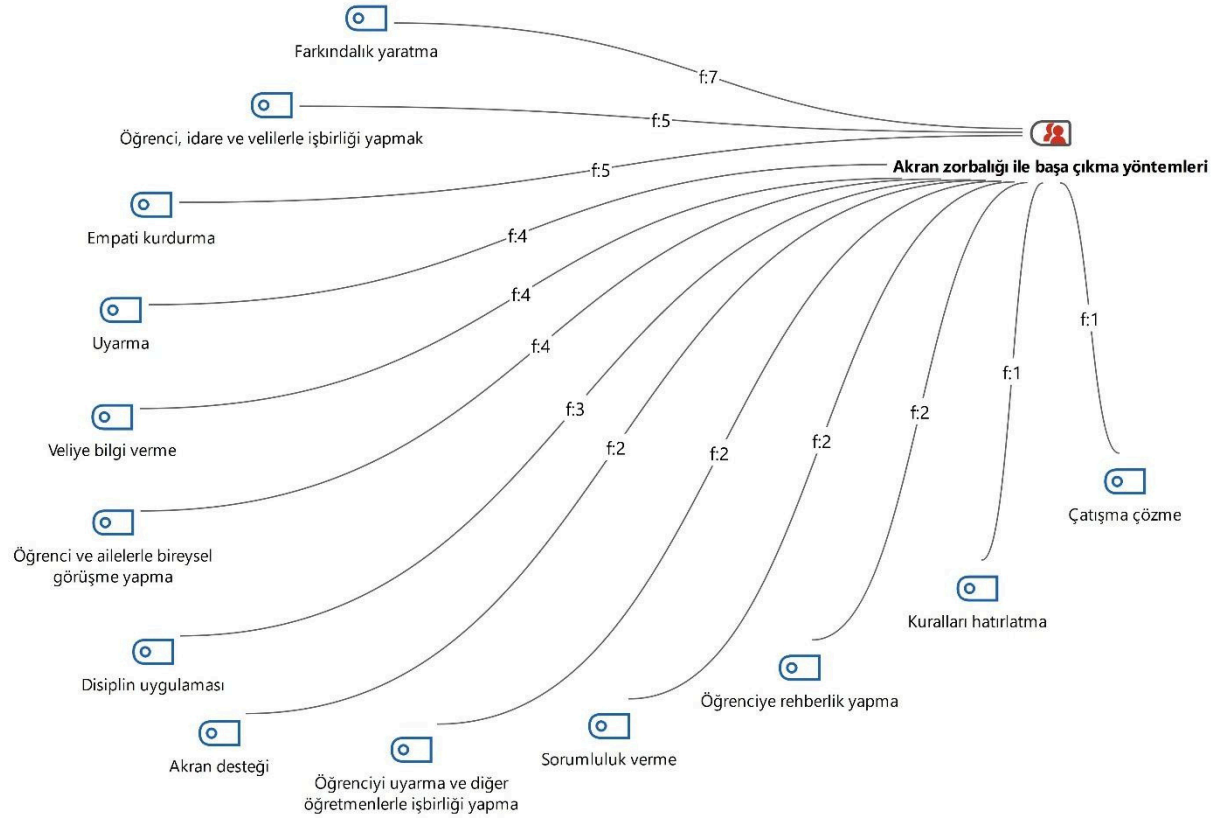 Farkındalık yaratma
f:7
Öğrenci, idare ve velilerle işbirliği yapmak
f:5
Akran zorbalığı ile başa çıkma yöntemleri
f:5
Empati kurdurma
f:4
Uyarma
f:4
Veliye bilgi verme
f:4
Öğrenci ve ailelerle bireysel
görüşme yapma
f:3
Disiplin uygulaması
f:2
Akran desteği
f:2
Öğrenciyi uyarma ve diğer
öğretmenlerle işbirliği yapma
f:2
Sorumluluk verme
f:2
Öğrenciye rehberlik yapma
f:1
Kuralları hatırlatma
f:1
Çatışma çözme